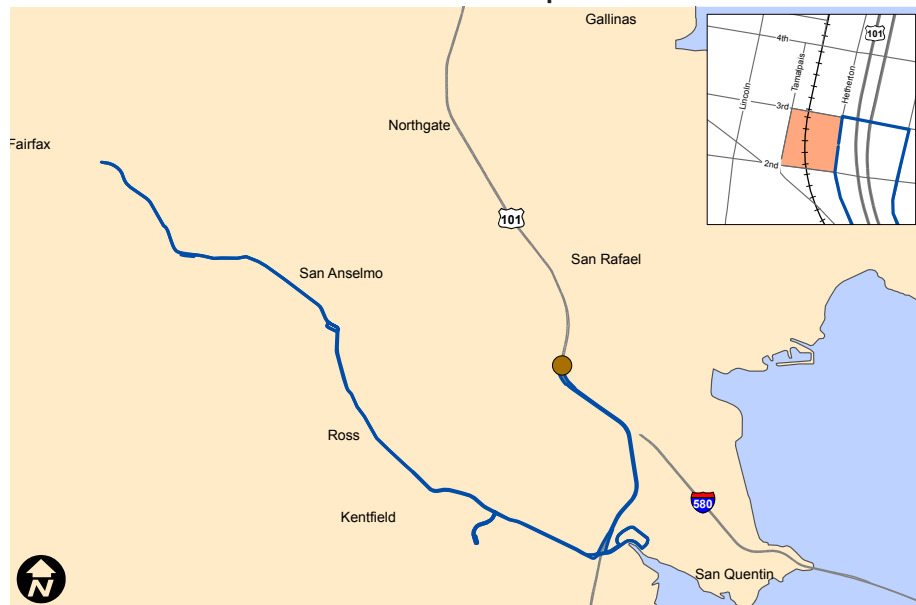 Gallinas
Northgate
Fairfax
101
San Rafael
San Anselmo
Ross
Kentfield
580
San Quentin
N
4th
101
Tamalpais
Hetherton
Lincoln
3rd
2nd